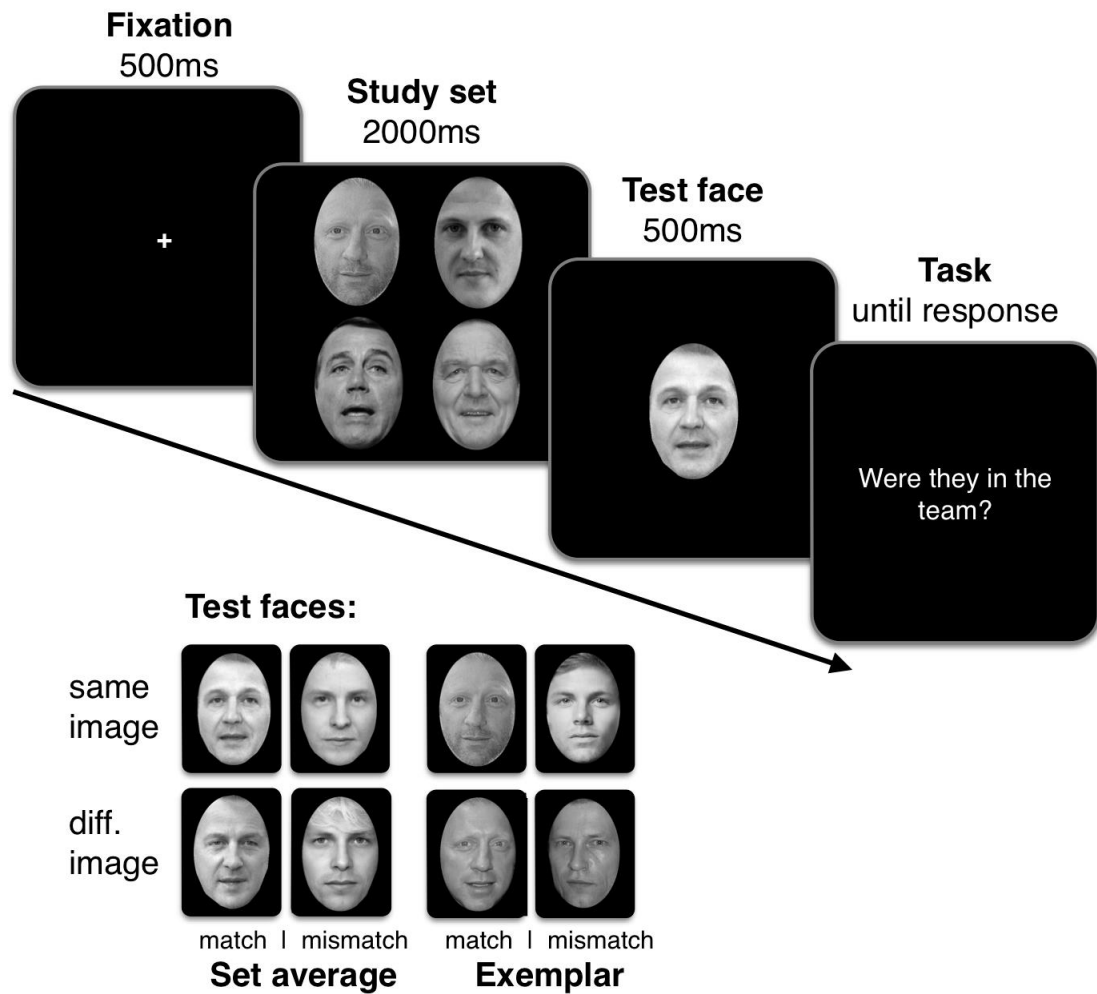 Fixation
500ms
Study set
2000ms
Test face
500ms
Task
until response
+
Were they in the
team?
Test faces:
same
image
diff.
image
match | mismatch
match | mismatch
Set average
Exemplar